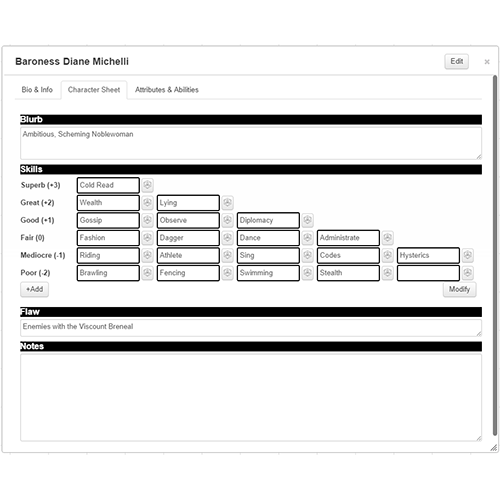 Baroness Diane Michelli Edit ×
Bio & Info Character Sheet Attributes & Abilities
Blurb
Ambitious, Scheming Noblewoman
Skills
Superb (+3) Cold Read
Great (+2) Wealth Lying
Good (+1) Gossip Observe Diplomacy
Fair (0) Fashion Dagger Dance Administrate
Mediocre (-1) Riding Athlete Sing Codes Hysterics
Poor (-2) Brawling Fencing Swimming Stealth
+Add Modify
Flaw
Enemies with the Viscount Breneal
Notes